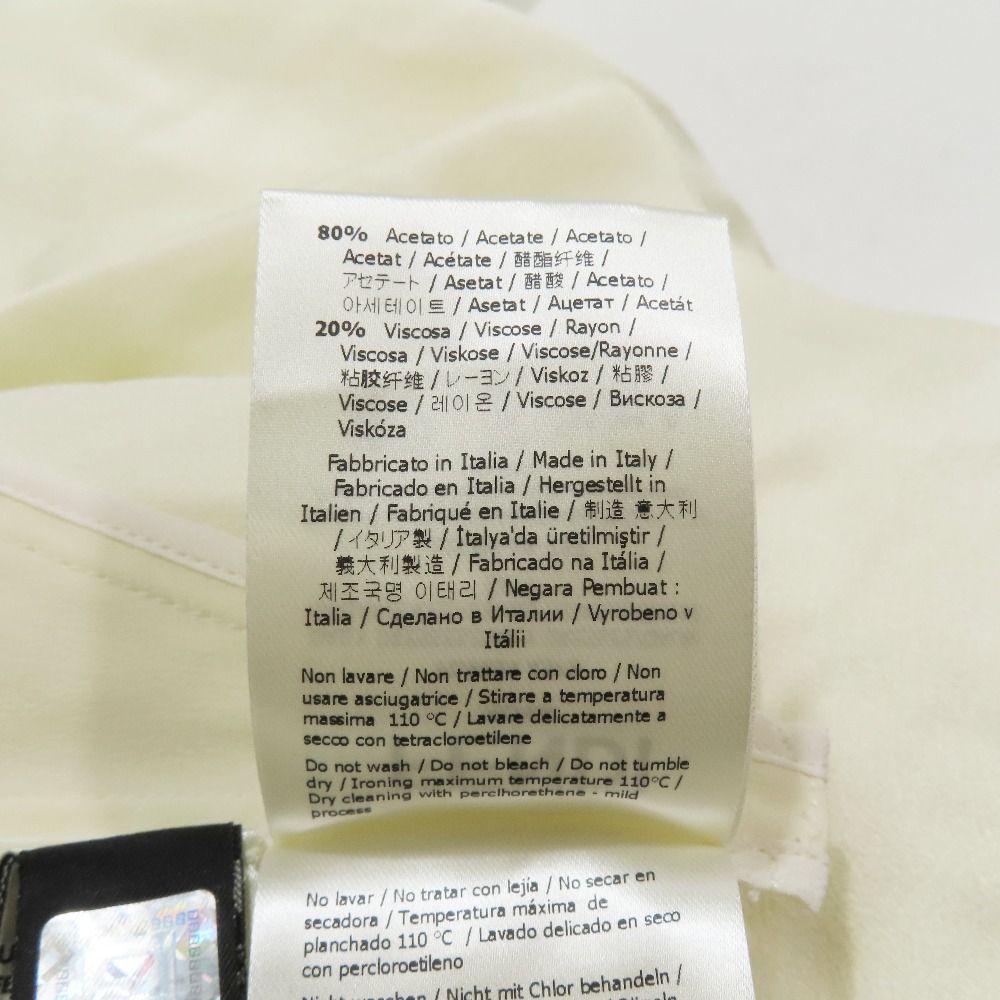 80% Acetato / Acetate / Acetato /
Acetat / Acétate / 醋酯纤维 /
アセテート / Asetat / 醋酸 / Acetato /
아세테이트 / Asetat / Ацетат / Acetát
20% Viscosa / Viscose / Rayon /
Viscosa / Viskose / Viscose/Rayonne /
粘胶纤维 / レーヨン / Viskoz / 粘膠 /
Viscose / 레이온 / Viscose / Вискоза /
Viskóza
Fabbricato in Italia / Made in Italy /
Fabricado en Italia / Hergestellt in
Italien / Fabriqué en Italie / 制造 意大利
/ イタリア製 / İtalya'da üretilmiştir /
義大利製造 / Fabricado na Itália /
제조국명 이태리 / Negara Pembuat :
Italia / Сделано в Италии / Vyrobeno v
Itálii
Non lavare / Non trattare con cloro / Non
usare asciugatrice / Stirare a temperatura
massima 110 °C / Lavare delicatamente a
secco con tetracloroetilene
Do not wash / Do not bleach / Do not tumble
dry / Ironing maximum temperature 110°C /
Dry cleaning with perclhorethene - mild
process
No lavar / No tratar con lejía / No secar en
secadora / Temperatura máxima de
planchado 110 °C / Lavado delicado en seco
con percloroetileno
Nicht waschen / Nicht mit Chlor behandeln /